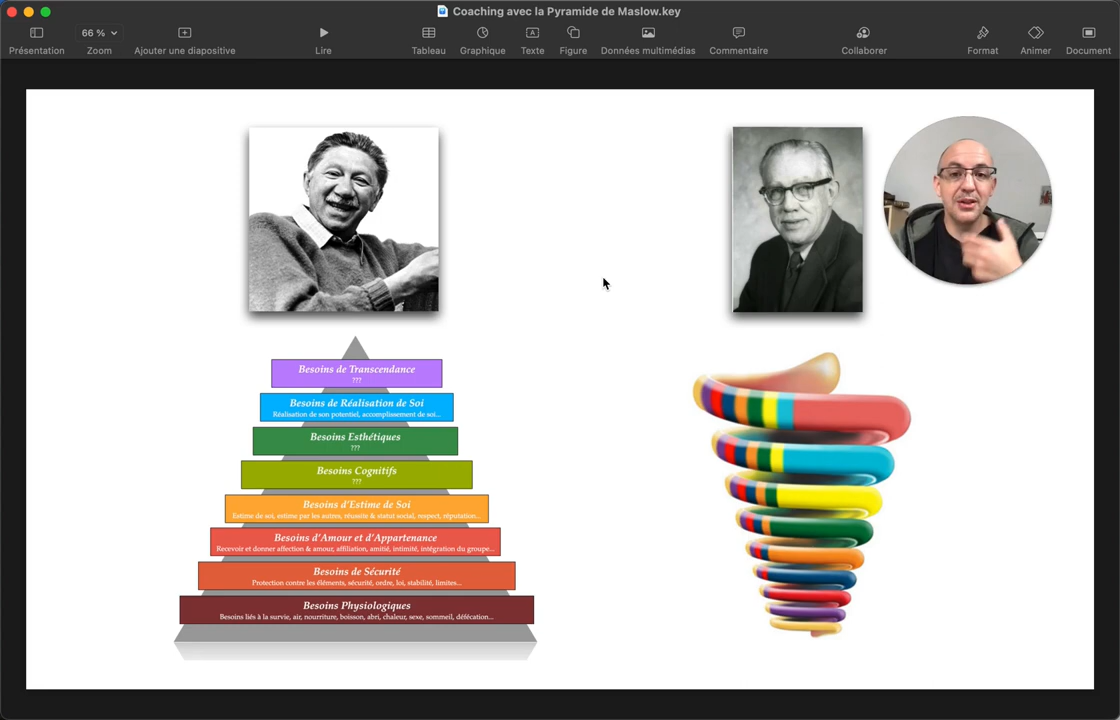 Coaching avec la Pyramide de Maslow.key
66 %
Présentation
Zoom
Ajouter une diapositive
Lire
Tableau
Graphique
Texte
Figure
Données multimédias
Commentaire
Collaborer
Format
Animer
Document
Besoins de Transcendance
???
Besoins de Réalisation de Soi
Réalisation de son potentiel, accomplissement de soi...
Besoins Esthétiques
???
Besoins Cognitifs
???
Besoins d'Estime de Soi
Estime de soi, estime par les autres, réussite & statut social, respect, réputation...
Besoins d'Amour et d'Appartenance
Recevoir et donner affection & amour, affiliation, amitié, intimité, intégration du groupe...
Besoins de Sécurité
Protection contre les éléments, sécurité, ordre, loi, stabilité, limites...
Besoins Physiologiques
Besoins liés à la survie, air, nourriture, boisson, abri, chaleur, sexe, sommeil, défécation...